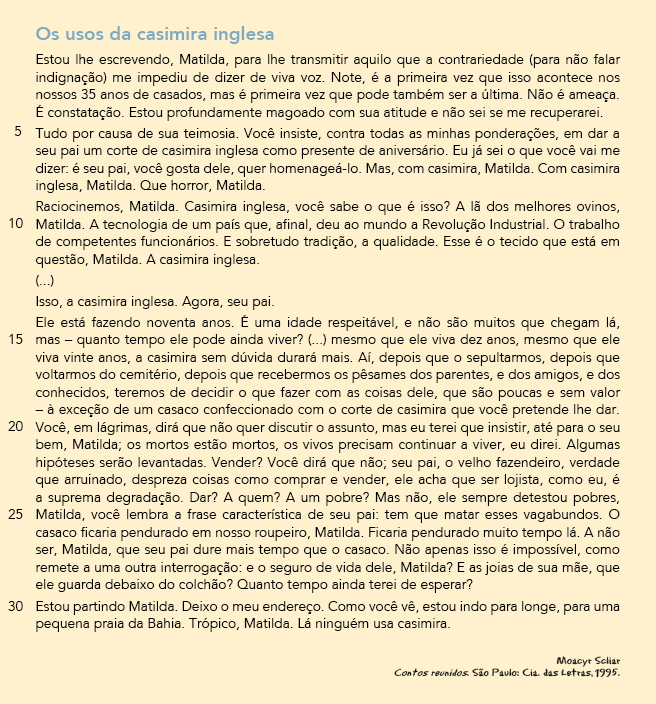 Os usos da casimira inglesa
Estou lhe escrevendo, Matilda, para lhe transmitir aquilo que a contrariedade (para não falar
indignação) me impediu de dizer de viva voz. Note, é a primeira vez que isso acontece nos
nossos 35 anos de casados, mas é primeira vez que pode também ser a última. Não é ameaça.
É constatação. Estou profundamente magoado com sua atitude e não sei se me recuperarei.
5 Tudo por causa de sua teimosia. Você insiste, contra todas as minhas ponderações, em dar a
seu pai um corte de casimira inglesa como presente de aniversário. Eu já sei o que você vai me
dizer: é seu pai, você gosta dele, quer homenageá-lo. Mas, com casimira, Matilda. Com casimira
inglesa, Matilda. Que horror, Matilda.
Raciocinemos, Matilda. Casimira inglesa, você sabe o que é isso? A lã dos melhores ovinos,
10 Matilda. A tecnologia de um país que, afinal, deu ao mundo a Revolução Industrial. O trabalho
de competentes funcionários. E sobretudo tradição, a qualidade. Esse é o tecido que está em
questão, Matilda. A casimira inglesa.
(...)
Isso, a casimira inglesa. Agora, seu pai.
Ele está fazendo noventa anos. É uma idade respeitável, e não são muitos que chegam lá,
15 mas – quanto tempo ele pode ainda viver? (...) mesmo que ele viva dez anos, mesmo que ele
viva vinte anos, a casimira sem dúvida durará mais. Aí, depois que o sepultarmos, depois que
voltarmos do cemitério, depois que recebermos os pêsames dos parentes, e dos amigos, e dos
conhecidos, teremos de decidir o que fazer com as coisas dele, que são poucas e sem valor
– à exceção de um casaco confeccionado com o corte de casimira que você pretende lhe dar.
20 Você, em lágrimas, dirá que não quer discutir o assunto, mas eu terei que insistir, até para o seu
bem, Matilda; os mortos estão mortos, os vivos precisam continuar a viver, eu direi. Algumas
hipóteses serão levantadas. Vender? Você dirá que não; seu pai, o velho fazendeiro, verdade
que arruinado, despreza coisas como comprar e vender, ele acha que ser lojista, como eu, é
a suprema degradação. Dar? A quem? A um pobre? Mas não, ele sempre detestou pobres,
25 Matilda, você lembra a frase característica de seu pai: tem que matar esses vagabundos. O
casaco ficaria pendurado em nosso roupeiro, Matilda. Ficaria pendurado muito tempo lá. A não
ser, Matilda, que seu pai dure mais tempo que o casaco. Não apenas isso é impossível, como
remete a uma outra interrogação: e o seguro de vida dele, Matilda? E as joias de sua mãe, que
ele guarda debaixo do colchão? Quanto tempo ainda terei de esperar?
30 Estou partindo Matilda. Deixo o meu endereço. Como você vê, estou indo para longe, para uma
pequena praia da Bahia. Trópico, Matilda. Lá ninguém usa casimira.
Moacyr Scliar
Contos reunidos. São Paulo: Cia. das Letras, 1995.